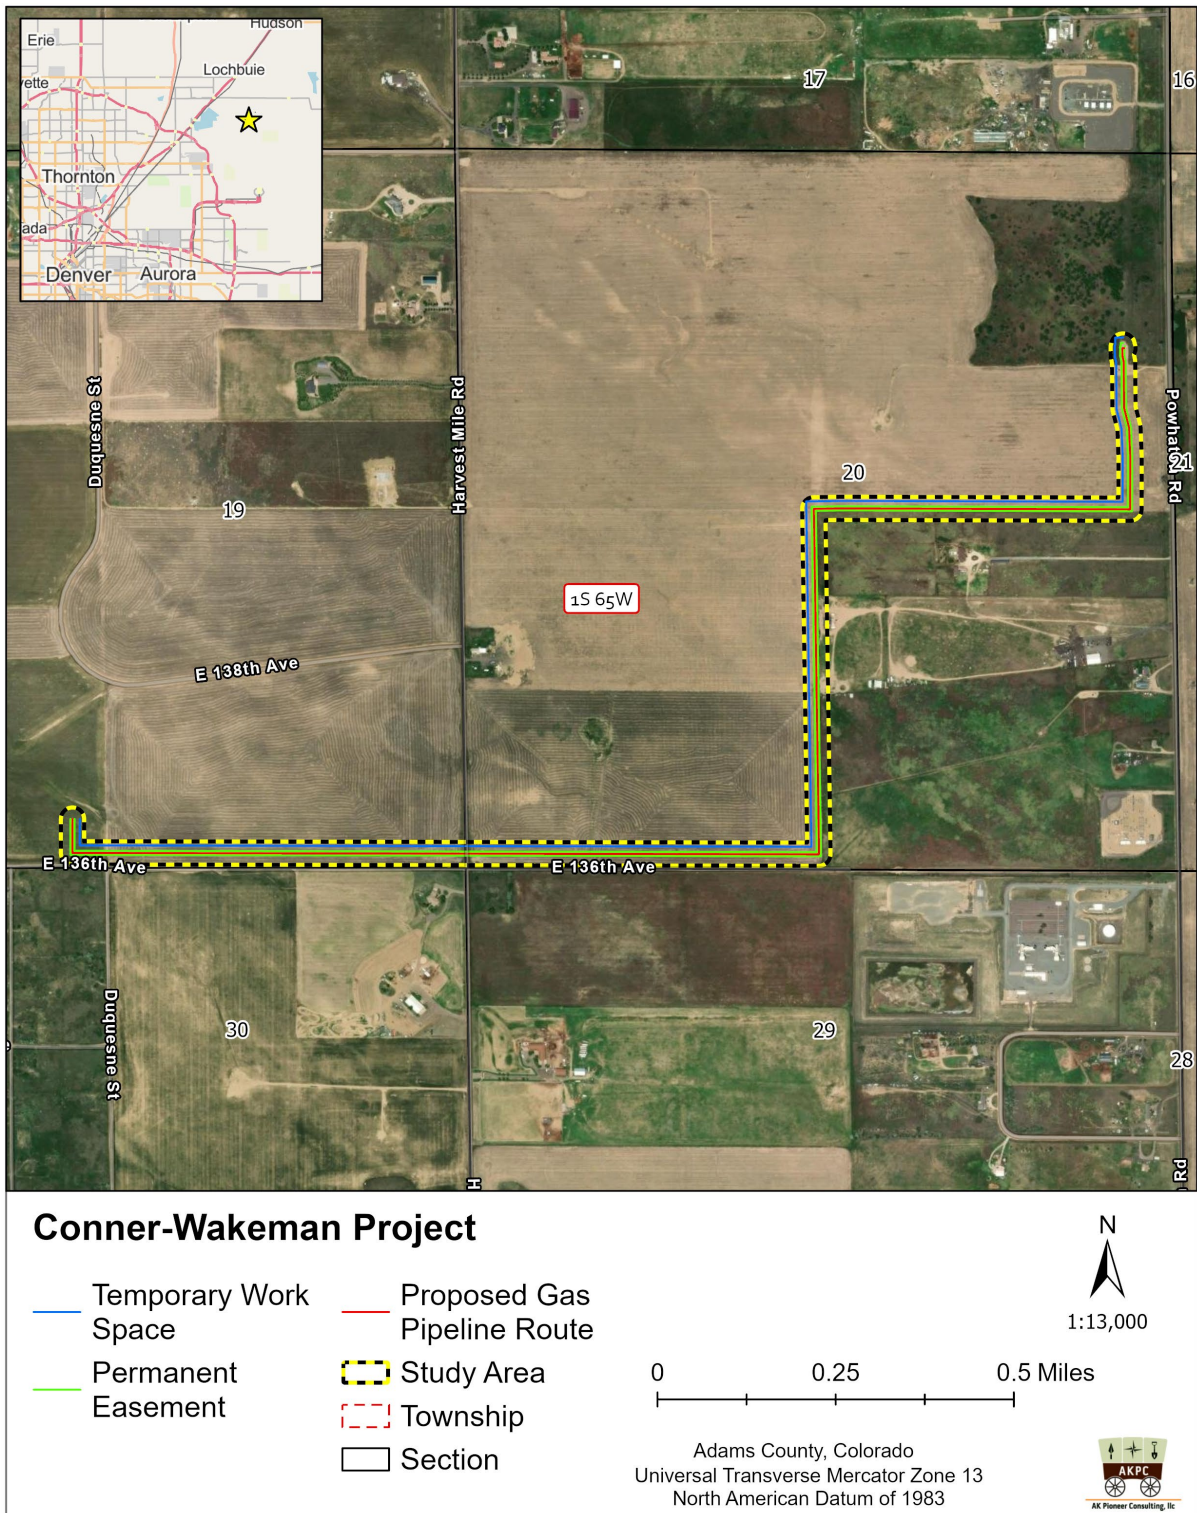 Hudson
Erie
Lochbuie
ette
Thornton
ada
Denver
Aurora
17
16
Duquesne St
Harvest Mile Rd
Powhaton Rd
21
20
19
1S 65W
E 138th Ave
E 136th Ave
E 136th Ave
Duquesne St
30
29
28
H
Rd
Conner-Wakeman Project
Temporary Work
Space
Permanent
Easement
Proposed Gas
Pipeline Route
Study Area
Township
Section
N
1:13,000
0 0.25 0.5 Miles
Adams County, Colorado
Universal Transverse Mercator Zone 13
North American Datum of 1983
AKPC
AK Pioneer Consulting, llc